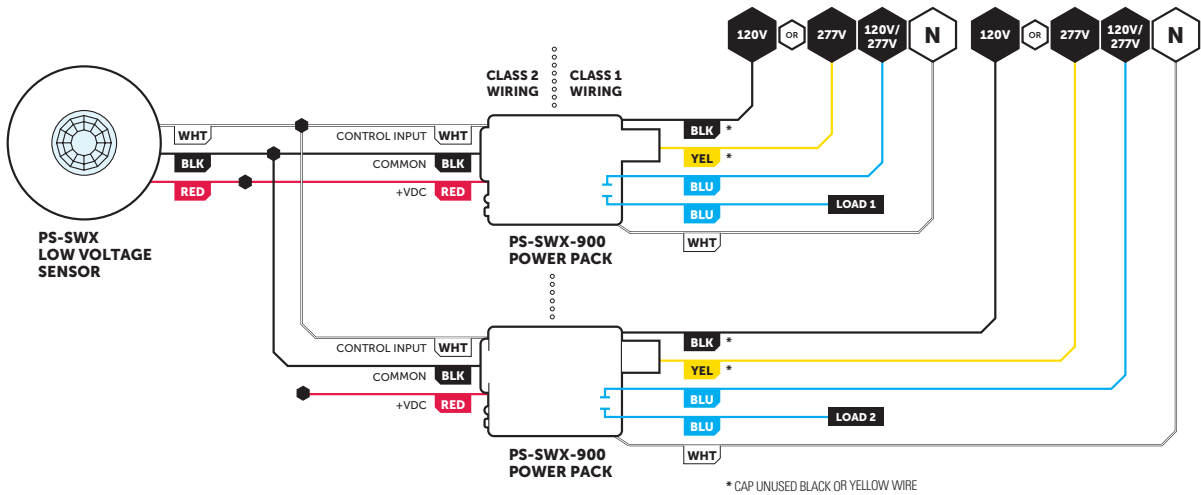 120V
OR
277V
120V/
277V
N
120V
OR
277V
120V/
277V
N
CLASS 2
WIRING
CLASS 1
WIRING
WHT
BLK
RED
CONTROL INPUT WHT
COMMON BLK
+VDC RED
BLK *
YEL *
BLU
BLU
LOAD 1
WHT
PS-SWX
LOW VOLTAGE
SENSOR
PS-SWX-900
POWER PACK
CONTROL INPUT WHT
COMMON BLK
+VDC RED
BLK *
YEL *
BLU
BLU
LOAD 2
WHT
PS-SWX-900
POWER PACK
* CAP UNUSED BLACK OR YELLOW WIRE